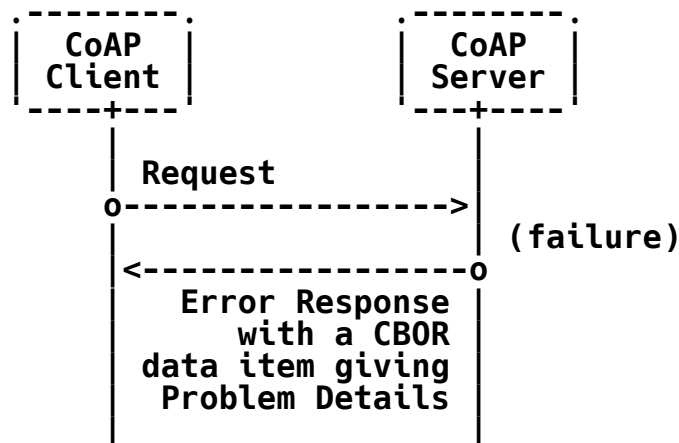 CoAP CoAP
Client Server
Request
(failure)
Error Response
with a CBOR
data item giving
Problem Details